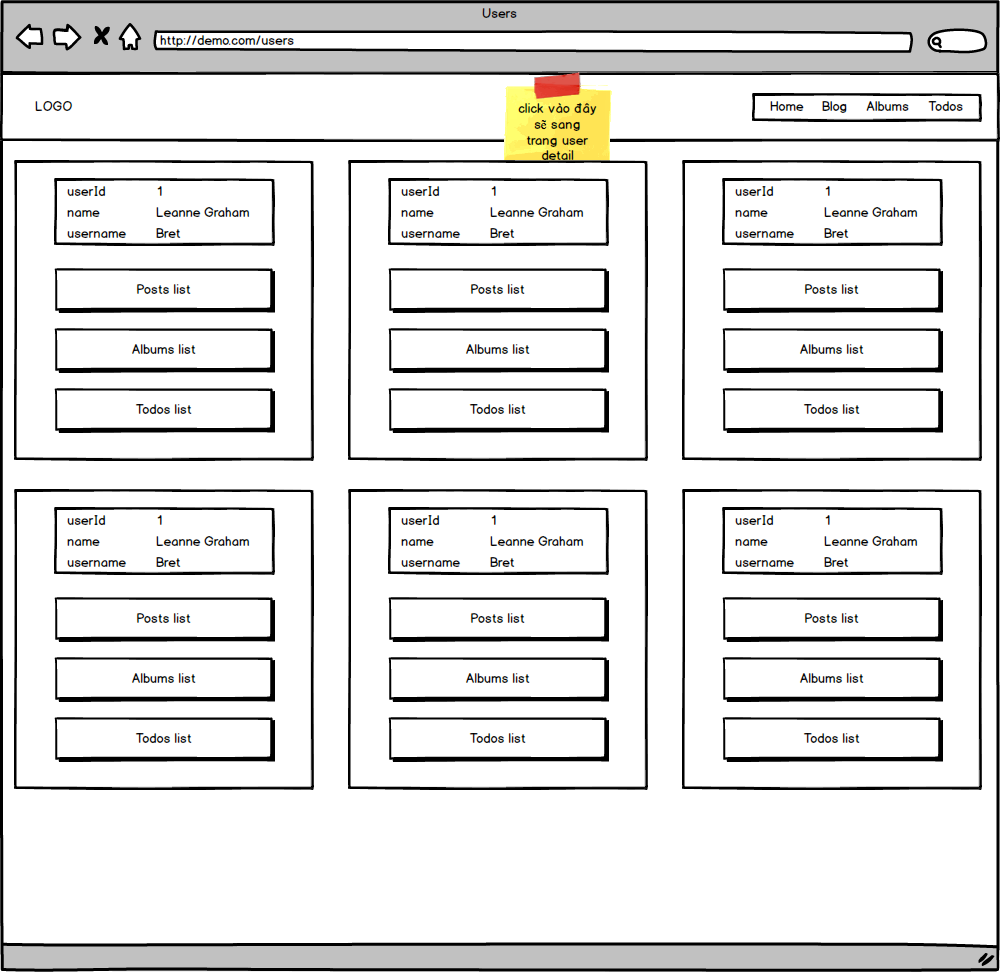 Users
http://demo.com/users
LOGO
click vào đây
sẽ sang
trang user
detail
Home Blog Albums Todos
userId 1
name Leanne Graham
username Bret
Posts list
Albums list
Todos list
userId 1
name Leanne Graham
username Bret
Posts list
Albums list
Todos list
userId 1
name Leanne Graham
username Bret
Posts list
Albums list
Todos list
userId 1
name Leanne Graham
username Bret
Posts list
Albums list
Todos list
userId 1
name Leanne Graham
username Bret
Posts list
Albums list
Todos list
userId 1
name Leanne Graham
username Bret
Posts list
Albums list
Todos list